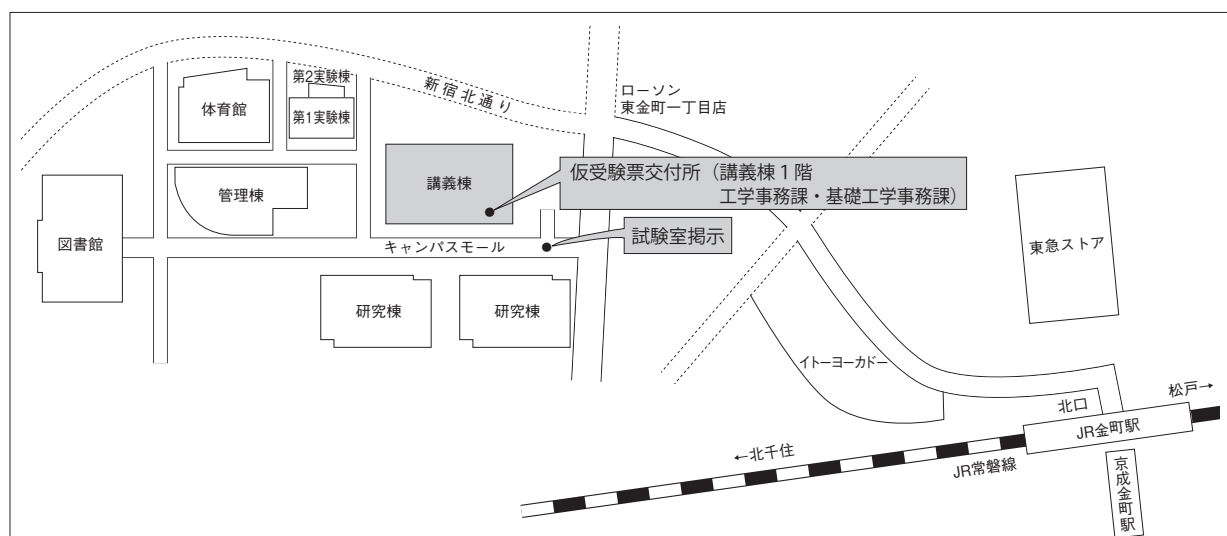 第2実験棟
体育館
第1実験棟
新宿北通り
ローソン
東金町一丁目店
講義棟
仮受験票交付所（講義棟１階
工学事務課・基礎工学事務課）
管理棟
図書館
キャンパスモール
試験室掲示
東急ストア
研究棟
研究棟
イトーヨーカドー
松戸→
北口
JR金町駅
←北千住
JR常磐線
京成金町駅